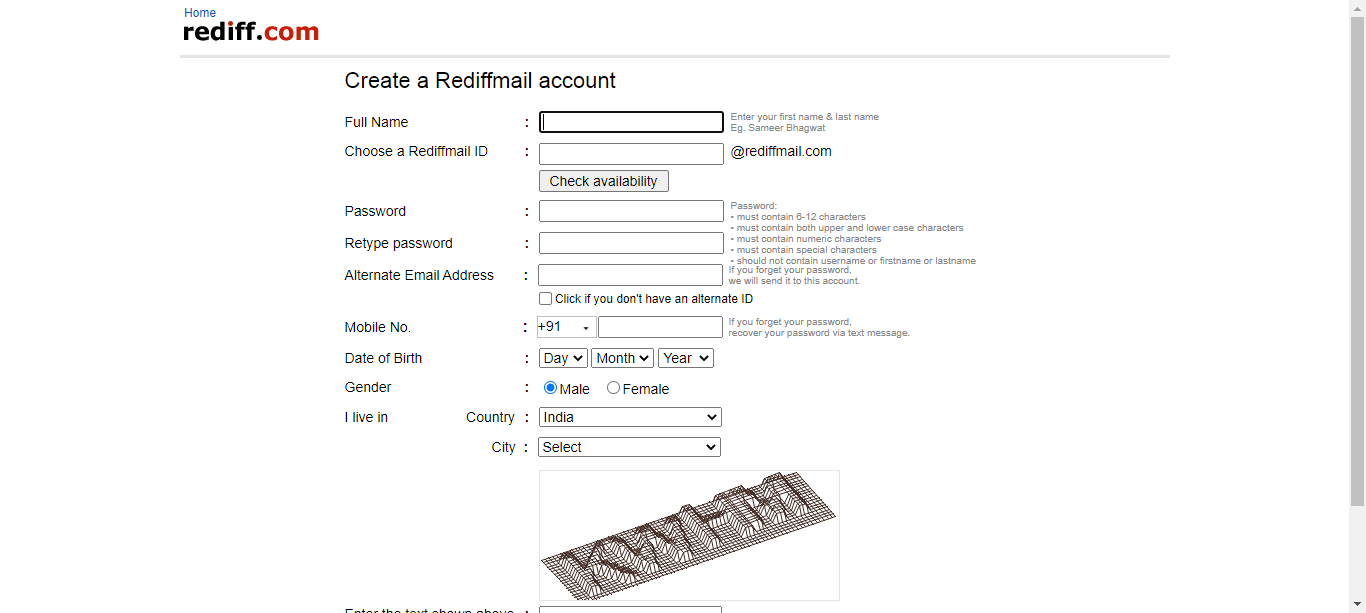 Home
rediff.com
Create a Rediffmail account
Full Name :
Enter your first name & last name
Eg. Sameer Bhagwat
Choose a Rediffmail ID : @rediffmail.com
Check availability
Password :
Password:
• must contain 6-12 characters
• must contain both upper and lower case characters
• must contain numeric characters
• must contain special characters
• should not contain username or firstname or lastname
Retype password :
Alternate Email Address :
If you forget your password,
we will send it to this account.
Click if you don't have an alternate ID
Mobile No. : +91
If you forget your password,
recover your password via text message.
Date of Birth : Day Month Year
Gender : Male Female
I live in Country : India
City : Select
Enter the text shown above :